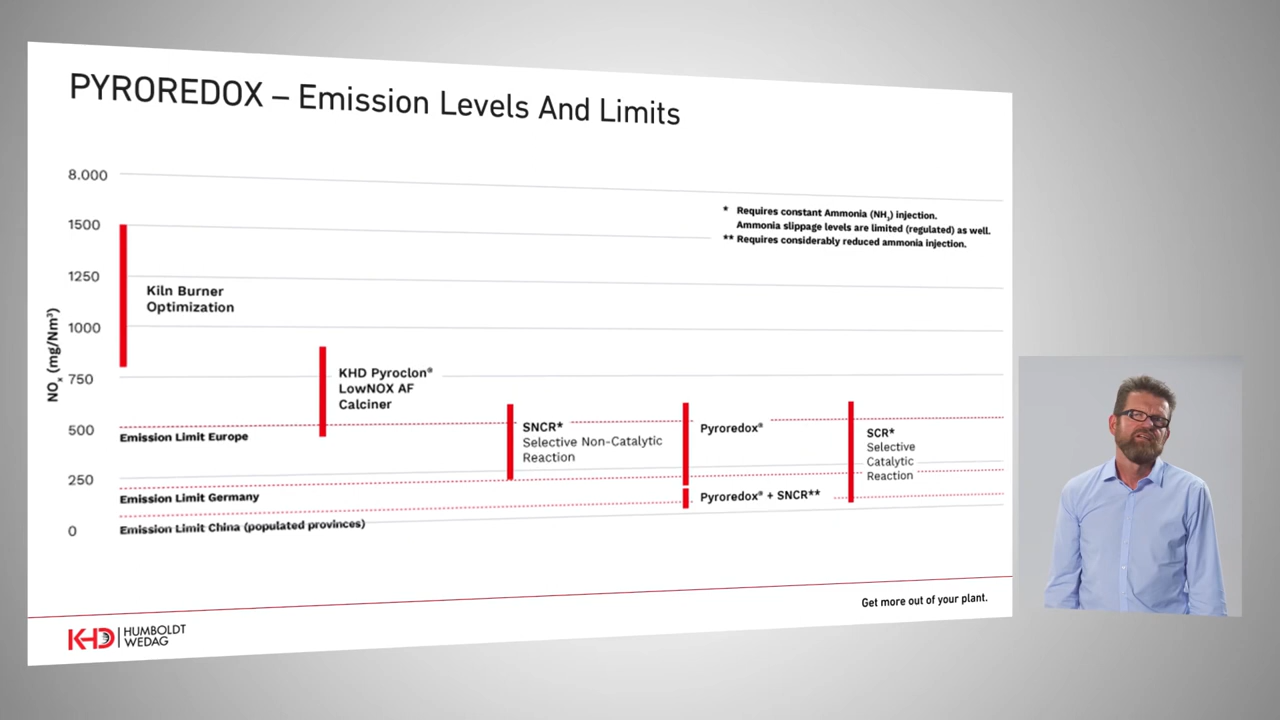 PYROREDOX – Emission Levels And Limits
8.000
* Requires constant Ammonia (NH₃) injection.
Ammonia slippage levels are limited (regulated) as well.
** Requires considerably reduced ammonia injection.
1500
1250
Kiln Burner
Optimization
1000
NOₓ (mg/Nm³)
750
KHD Pyroclon®
LowNOX AF
Calciner
500
Emission Limit Europe
SNCR*
Selective Non-Catalytic
Reaction
Pyroredox®
SCR*
Selective
Catalytic
Reaction
250
Emission Limit Germany
Pyroredox® + SNCR**
0
Emission Limit China (populated provinces)
Get more out of your plant.
KHD HUMBOLDT
WEDAG